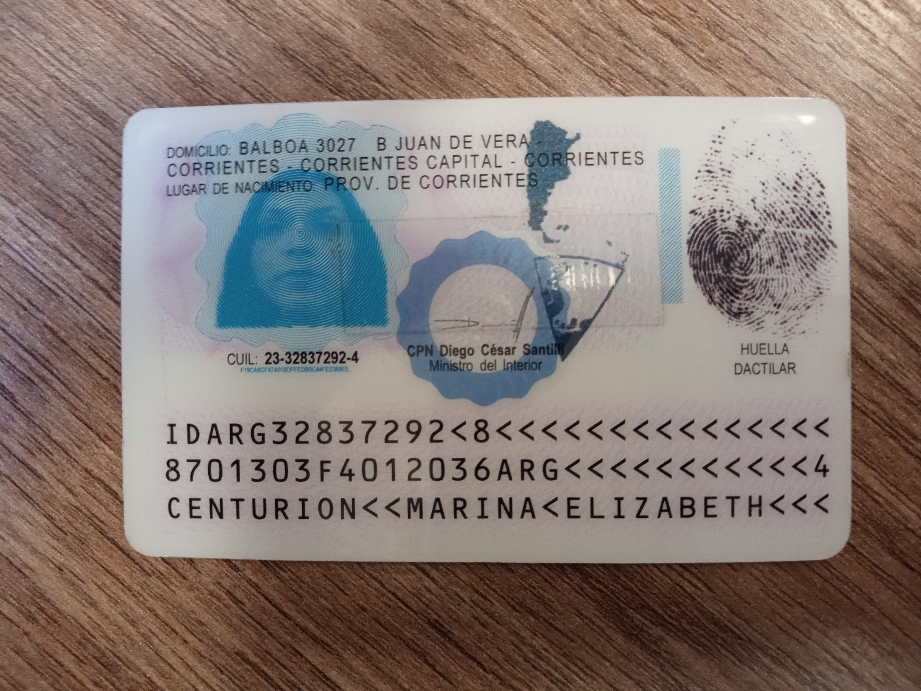 DOMICILIO: BALBOA 3027 B JUAN DE VERA -
CORRIENTES - CORRIENTES CAPITAL - CORRIENTES
LUGAR DE NACIMIENTO: PROV. DE CORRIENTES
CUIL: 23-32837292-4
CPN Diego César Santilli
Ministro del Interior
HUELLA
DACTILAR
IDARG32837292<8<<<<<<<<<<<<<<<
8701303F4012036ARG<<<<<<<<<<<4
CENTURION<<MARINA<ELIZABETH<<<